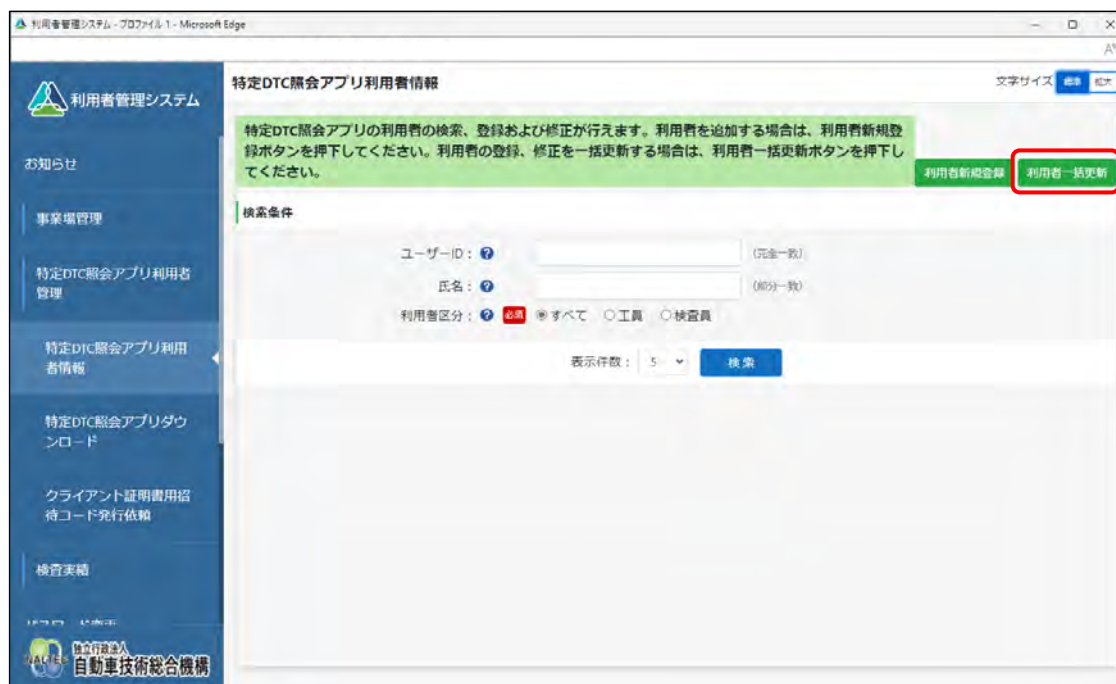 利用者管理システム - プロファイル 1 - Microsoft Edge
利用者管理システム
特定DTC照会アプリ利用者情報
文字サイズ 標準 拡大
特定DTC照会アプリの利用者の検索、登録および修正が行えます。利用者を追加する場合は、利用者新規登
録ボタンを押下してください。利用者の登録、修正を一括更新する場合は、利用者一括更新ボタンを押下し
てください。
利用者新規登録 利用者一括更新
お知らせ
事業場管理
特定DTC照会アプリ利用者
管理
特定DTC照会アプリ利用
者情報
特定DTC照会アプリダウ
ンロード
クライアント証明書用招
待コード発行依頼
検査実績
検索条件
ユーザーID : (完全一致)
氏名 : (部分一致)
利用者区分 : 必須 すべて 工員 検査員
表示件数 : 5 検索
NALTEC
独立行政法人
自動車技術総合機構